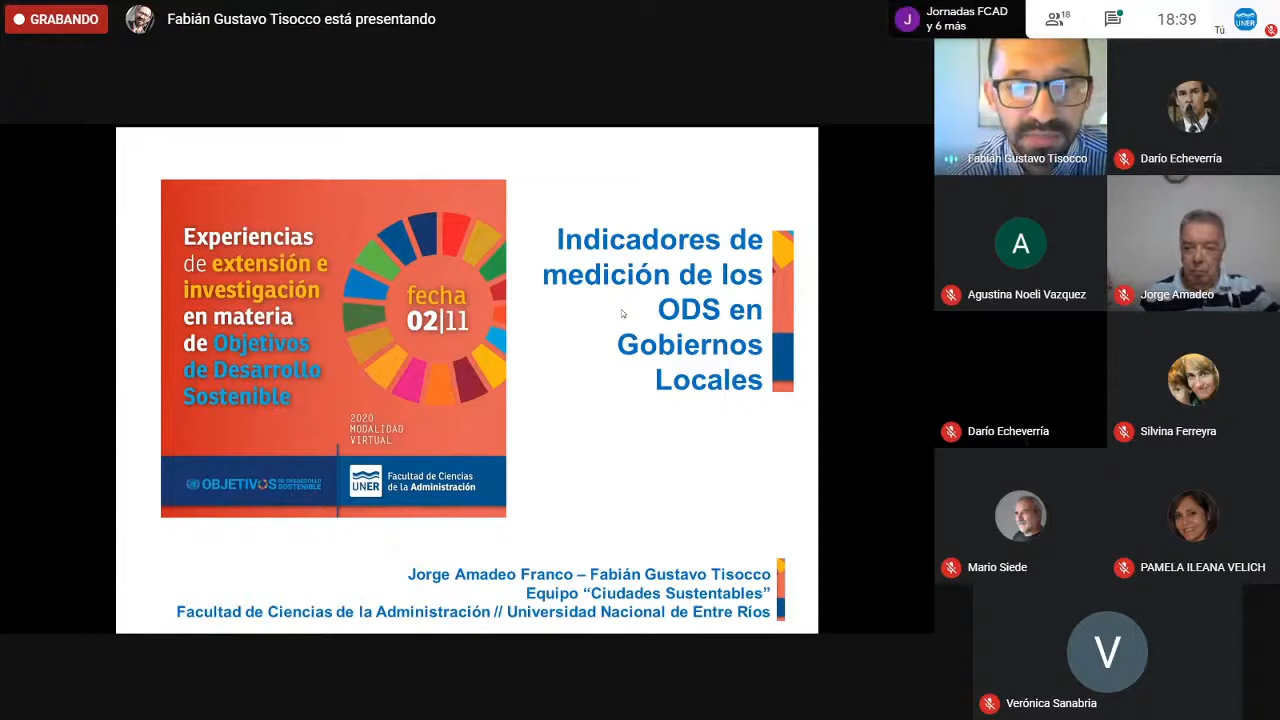 GRABANDO
Fabián Gustavo Tisocco está presentando
J
Jornadas FCAD
y 6 más
18
18:39
Tú
UNER
Experiencias
de extensión e
investigación
en materia
de Objetivos
de Desarrollo
Sostenible
fecha
02|11
2020
MODALIDAD
VIRTUAL
OBJETIVOS DE DESARROLLO SOSTENIBLE
UNER
Facultad de Ciencias
de la Administración
Indicadores de
medición de los
ODS en
Gobiernos
Locales
Jorge Amadeo Franco – Fabián Gustavo Tisocco
Equipo “Ciudades Sustentables”
Facultad de Ciencias de la Administración // Universidad Nacional de Entre Ríos
Fabián Gustavo Tisocco
Darío Echeverría
A
Agustina Noeli Vazquez
Jorge Amadeo
Darío Echeverría
Silvina Ferreyra
Mario Siede
PAMELA ILEANA VELICH
V
Verónica Sanabria